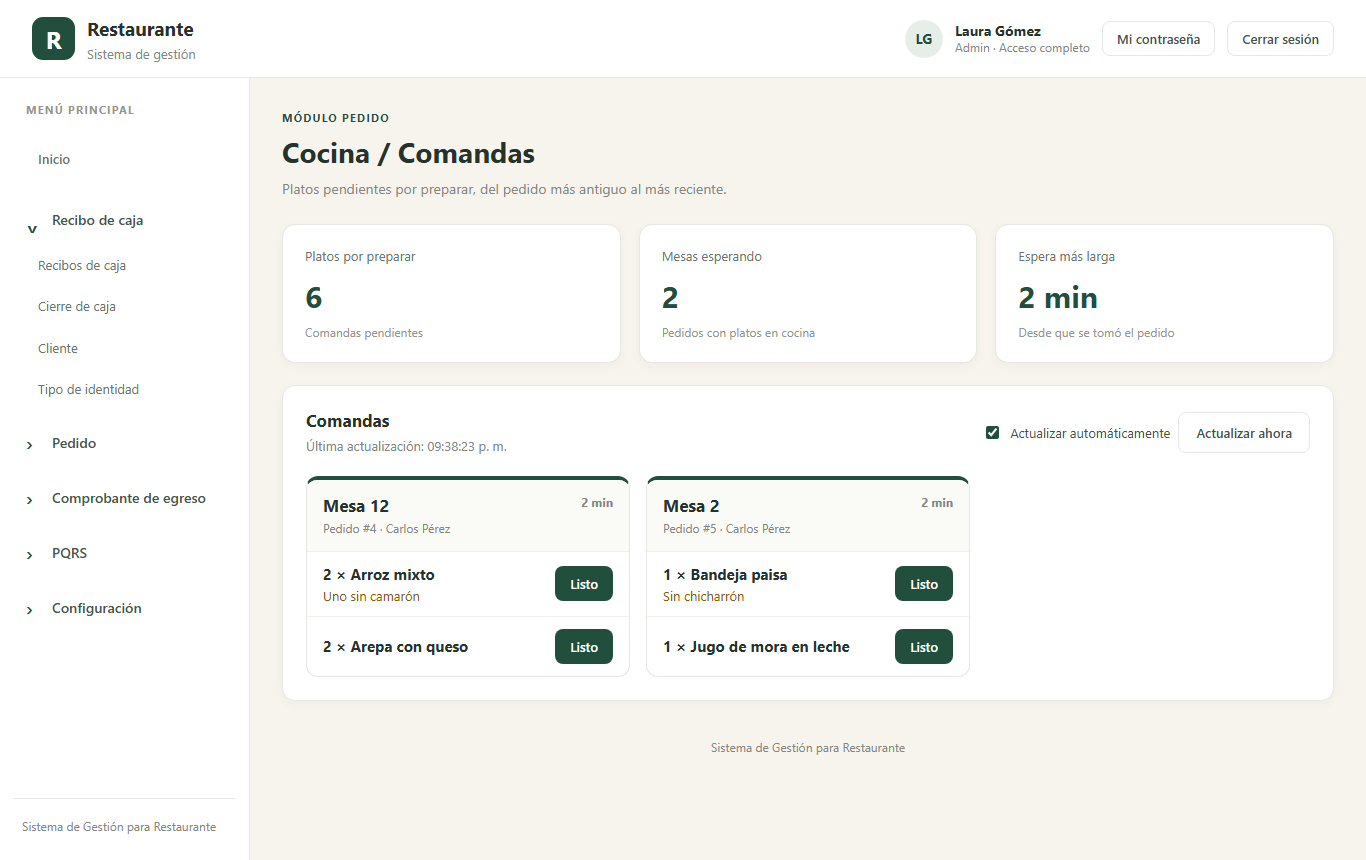 R
Restaurante
Sistema de gestión
LG
Laura Gómez
Admin · Acceso completo
Mi contraseña
Cerrar sesión
MENÚ PRINCIPAL
Inicio
v Recibo de caja
Recibos de caja
Cierre de caja
Cliente
Tipo de identidad
› Pedido
› Comprobante de egreso
› PQRS
› Configuración
Sistema de Gestión para Restaurante
MÓDULO PEDIDO
Cocina / Comandas
Platos pendientes por preparar, del pedido más antiguo al más reciente.
Platos por preparar
6
Comandas pendientes
Mesas esperando
2
Pedidos con platos en cocina
Espera más larga
2 min
Desde que se tomó el pedido
Comandas
Última actualización: 09:38:23 p. m.
Actualizar automáticamente
Actualizar ahora
Mesa 12
2 min
Pedido #4 · Carlos Pérez
2 × Arroz mixto
Uno sin camarón
Listo
2 × Arepa con queso
Listo
Mesa 2
2 min
Pedido #5 · Carlos Pérez
1 × Bandeja paisa
Sin chicharrón
Listo
1 × Jugo de mora en leche
Listo
Sistema de Gestión para Restaurante